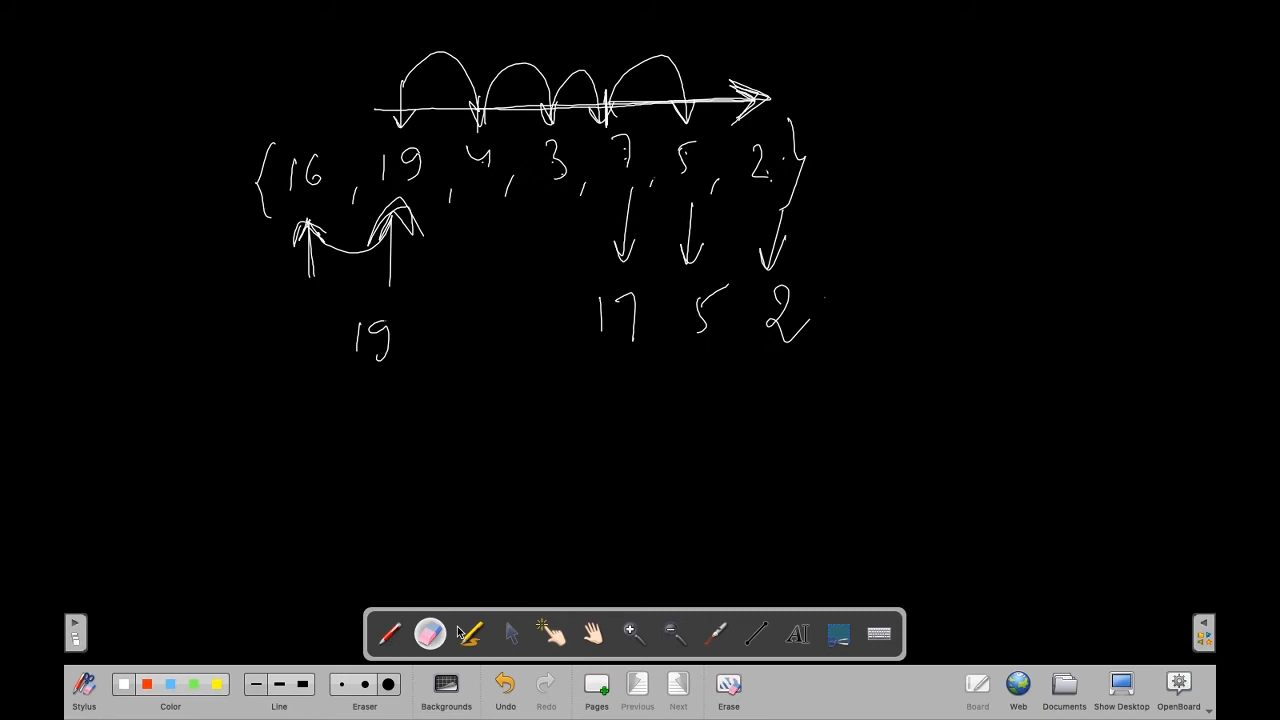 {16, 19, 4, 3, 7, 5, 2}
17 5 2
19
Stylus Color Line Eraser Backgrounds Undo Redo Pages Previous Next Erase Board Web Documents Show Desktop OpenBoard